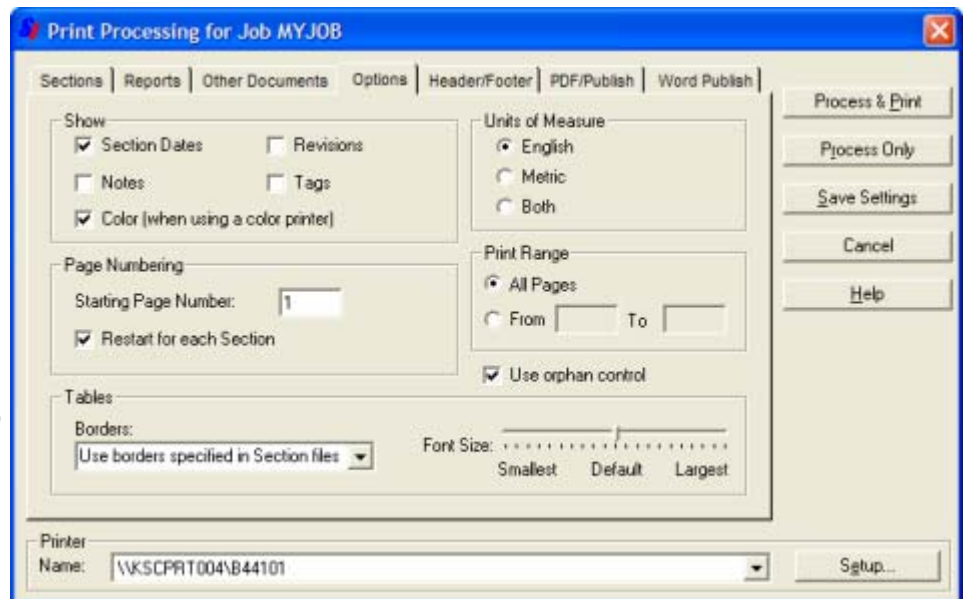 Print Processing for Job MYJOB
Sections Reports Other Documents Options Header/Footer PDF/Publish Word Publish
Show
Section Dates Revisions
Notes Tags
Color (when using a color printer)
Units of Measure
English
Metric
Both
Page Numbering
Starting Page Number: 1
Restart for each Section
Print Range
All Pages
From To
Use orphan control
Tables
Borders:
Use borders specified in Section files
Font Size:
Smallest Default Largest
Process & Print
Process Only
Save Settings
Cancel
Help
Printer
Name: \\KSCPRT004\B44101
Setup...